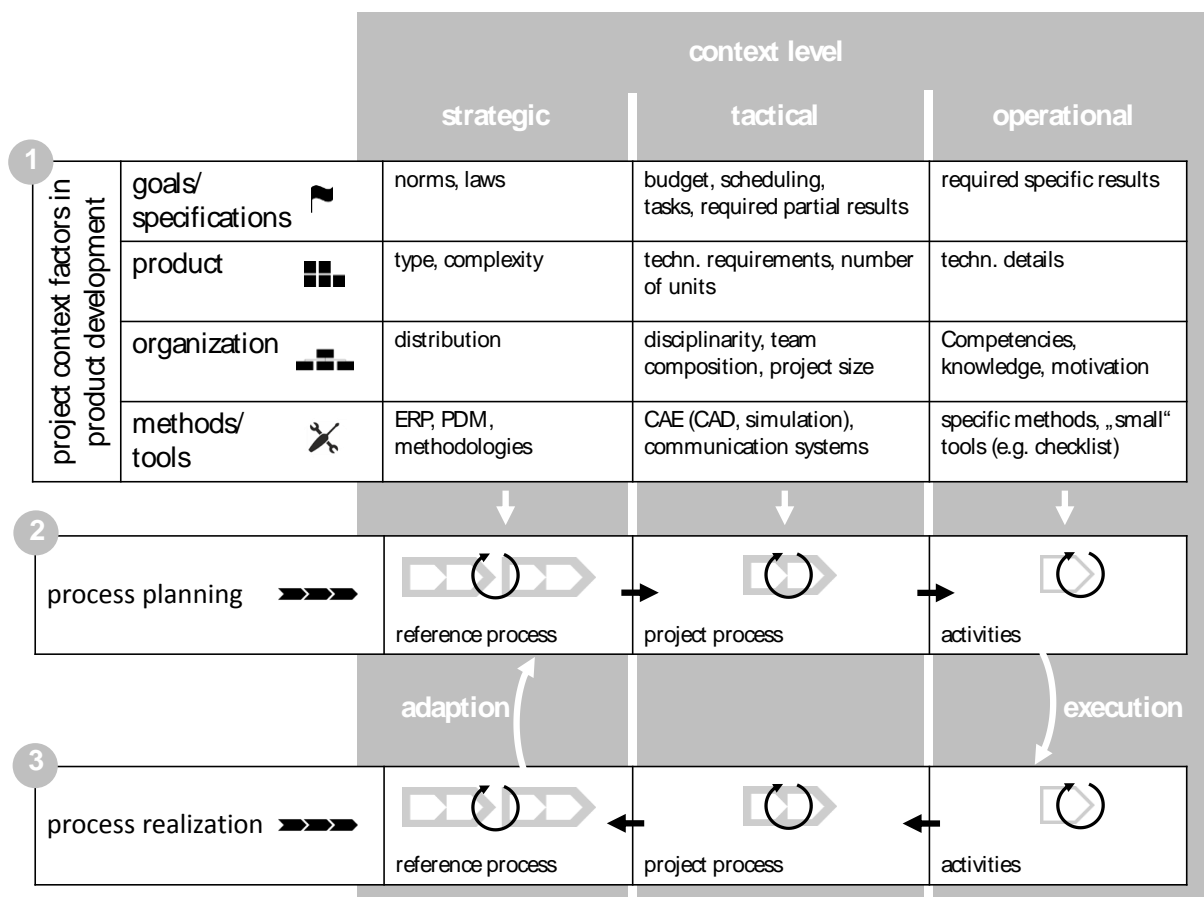 context level
strategic
tactical
operational
1
project context factors in
product development
goals/
specifications
norms, laws
budget, scheduling,
tasks, required partial results
required specific results
product
type, complexity
techn. requirements, number
of units
techn. details
organization
distribution
disciplinarity, team
composition, project size
Competencies,
knowledge, motivation
methods/
tools
ERP, PDM,
methodologies
CAE (CAD, simulation),
communication systems
specific methods, „small“
tools (e.g. checklist)
2
process planning
reference process
project process
activities
adaption
execution
3
process realization
reference process
project process
activities